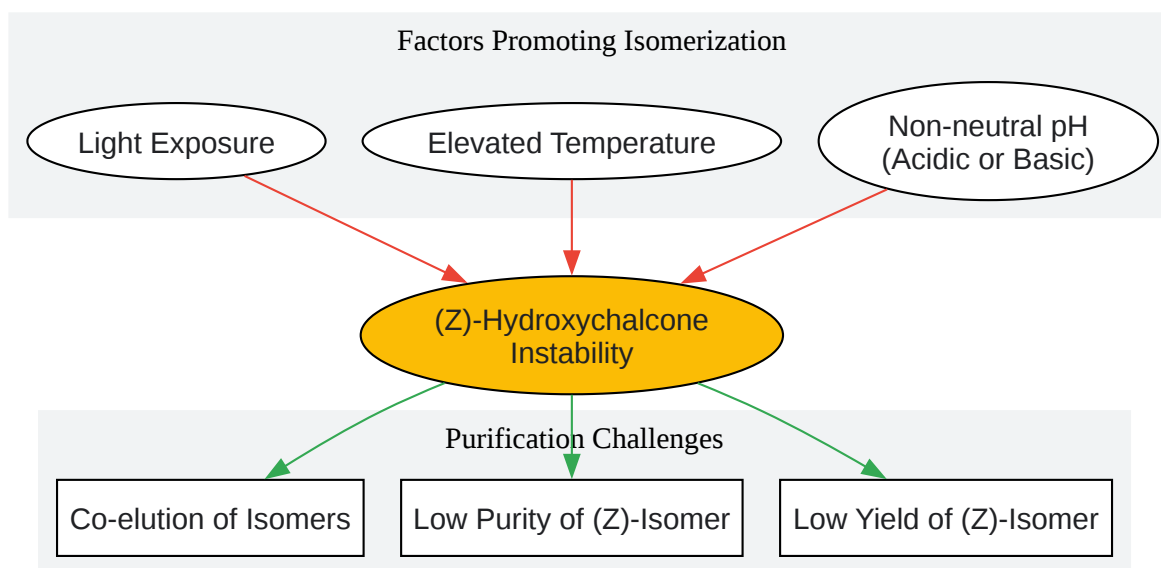 Factors Promoting Isomerization
Light Exposure
Elevated Temperature
Non-neutral pH
(Acidic or Basic)
(Z)-Hydroxychalcone
Instability
Purification Challenges
Co-elution of Isomers
Low Purity of (Z)-Isomer
Low Yield of (Z)-Isomer